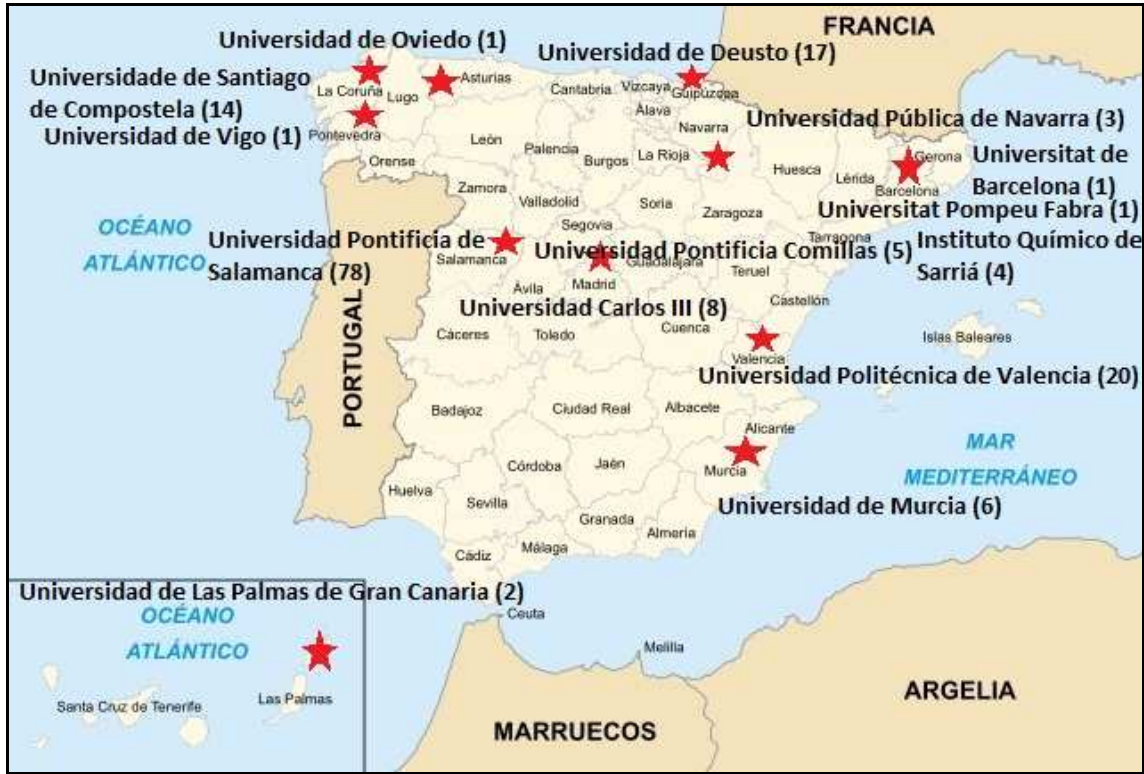 FRANCIA
Universidad de Oviedo (1)
Universidad de Deusto (17)
Universidade de Santiago
de Compostela (14)
Universidad de Vigo (1)
La Coruña
Lugo
Asturias
Cantabria
Vizcaya
Guipúzcoa
Álava
Navarra
Universidad Pública de Navarra (3)
Pontevedra
Orense
León
Palencia
Burgos
La Rioja
Huesca
Lérida
Gerona
Barcelona
Universitat de
Barcelona (1)
Universitat Pompeu Fabra (1)
Zamora
Valladolid
Soria
Zaragoza
Segovia
Tarragona
OCÉANO
ATLÁNTICO
Universidad Pontificia de
Salamanca (78)
Salamanca
Universidad Pontificia Comillas (5)
Instituto Químico de
Sarriá (4)
Guadalajara
Teruel
Ávila
Madrid
Castellón
Universidad Carlos III (8)
PORTUGAL
Cáceres
Toledo
Cuenca
Valencia
Islas Baleares
Universidad Politécnica de Valencia (20)
Badajoz
Ciudad Real
Albacete
Alicante
MAR
MEDITERRÁNEO
Córdoba
Jaén
Murcia
Huelva
Sevilla
Universidad de Murcia (6)
Granada
Almería
Cádiz
Málaga
Universidad de Las Palmas de Gran Canaria (2)
OCÉANO
ATLÁNTICO
Ceuta
Melilla
Santa Cruz de Tenerife
Las Palmas
ARGELIA
MARRUECOS